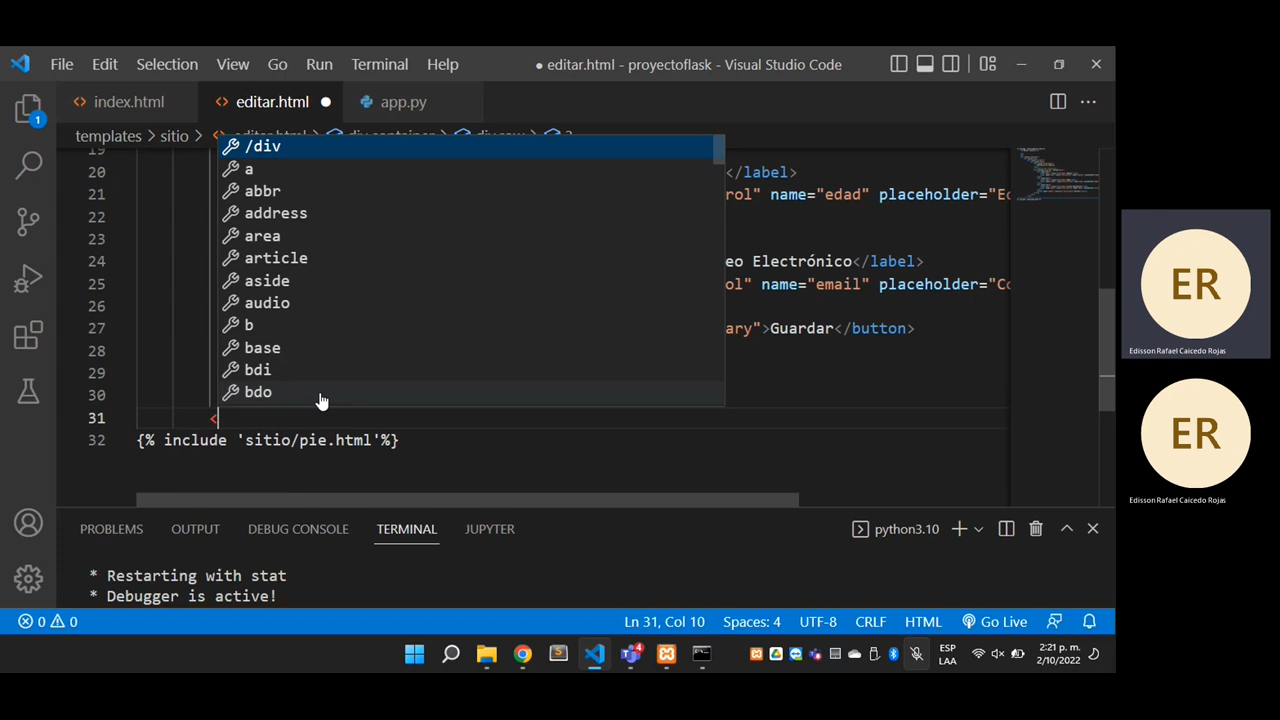 File Edit Selection View Go Run Terminal Help
● editar.html - proyectoflask - Visual Studio Code
index.html editar.html ● app.py
templates > sitio >
/div
a
abbr
address
area
article
aside
audio
b
base
bdi
bdo
19
20 </label>
21 rol" name="edad" placeholder="Ed
22
23
24 eo Electrónico</label>
25 ol" name="email" placeholder="Co
26
27 ary">Guardar</button>
28
29
30
31 <
32 {% include 'sitio/pie.html'%}
PROBLEMS OUTPUT DEBUG CONSOLE TERMINAL JUPYTER python3.10
* Restarting with stat
* Debugger is active!
0 0 Ln 31, Col 10 Spaces: 4 UTF-8 CRLF HTML Go Live
ESP
LAA
2:21 p. m.
2/10/2022
1
4
ER
Edisson Rafael Caicedo Rojas
ER
Edisson Rafael Caicedo Rojas